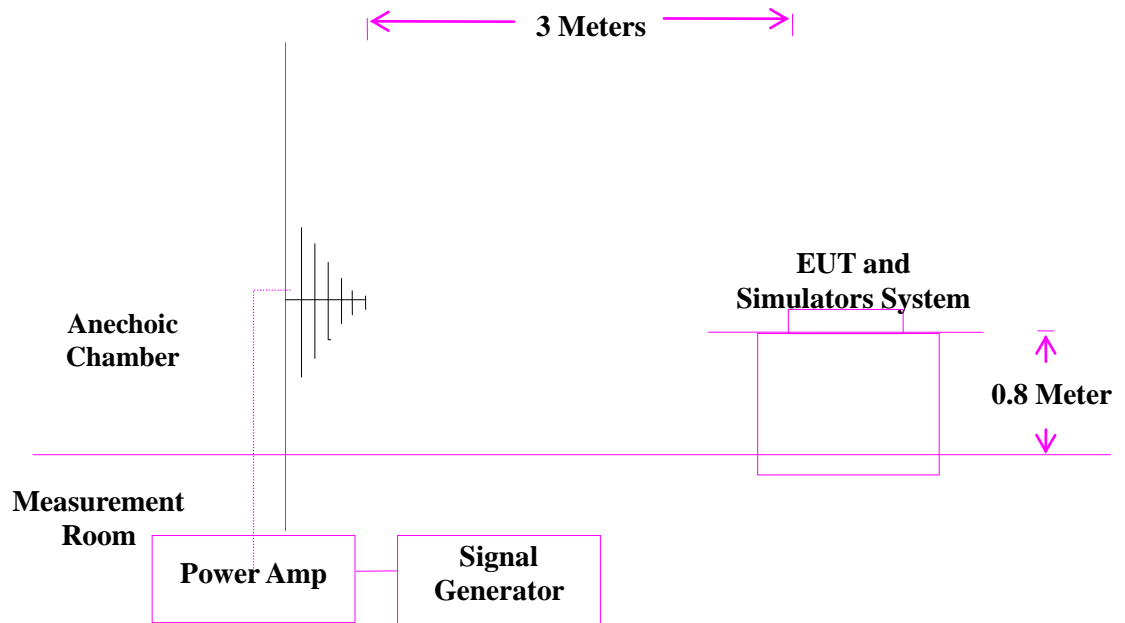 3 Meters
EUT and
Simulators System
Anechoic
Chamber
0.8 Meter
Measurement
Room
Power Amp
Signal
Generator